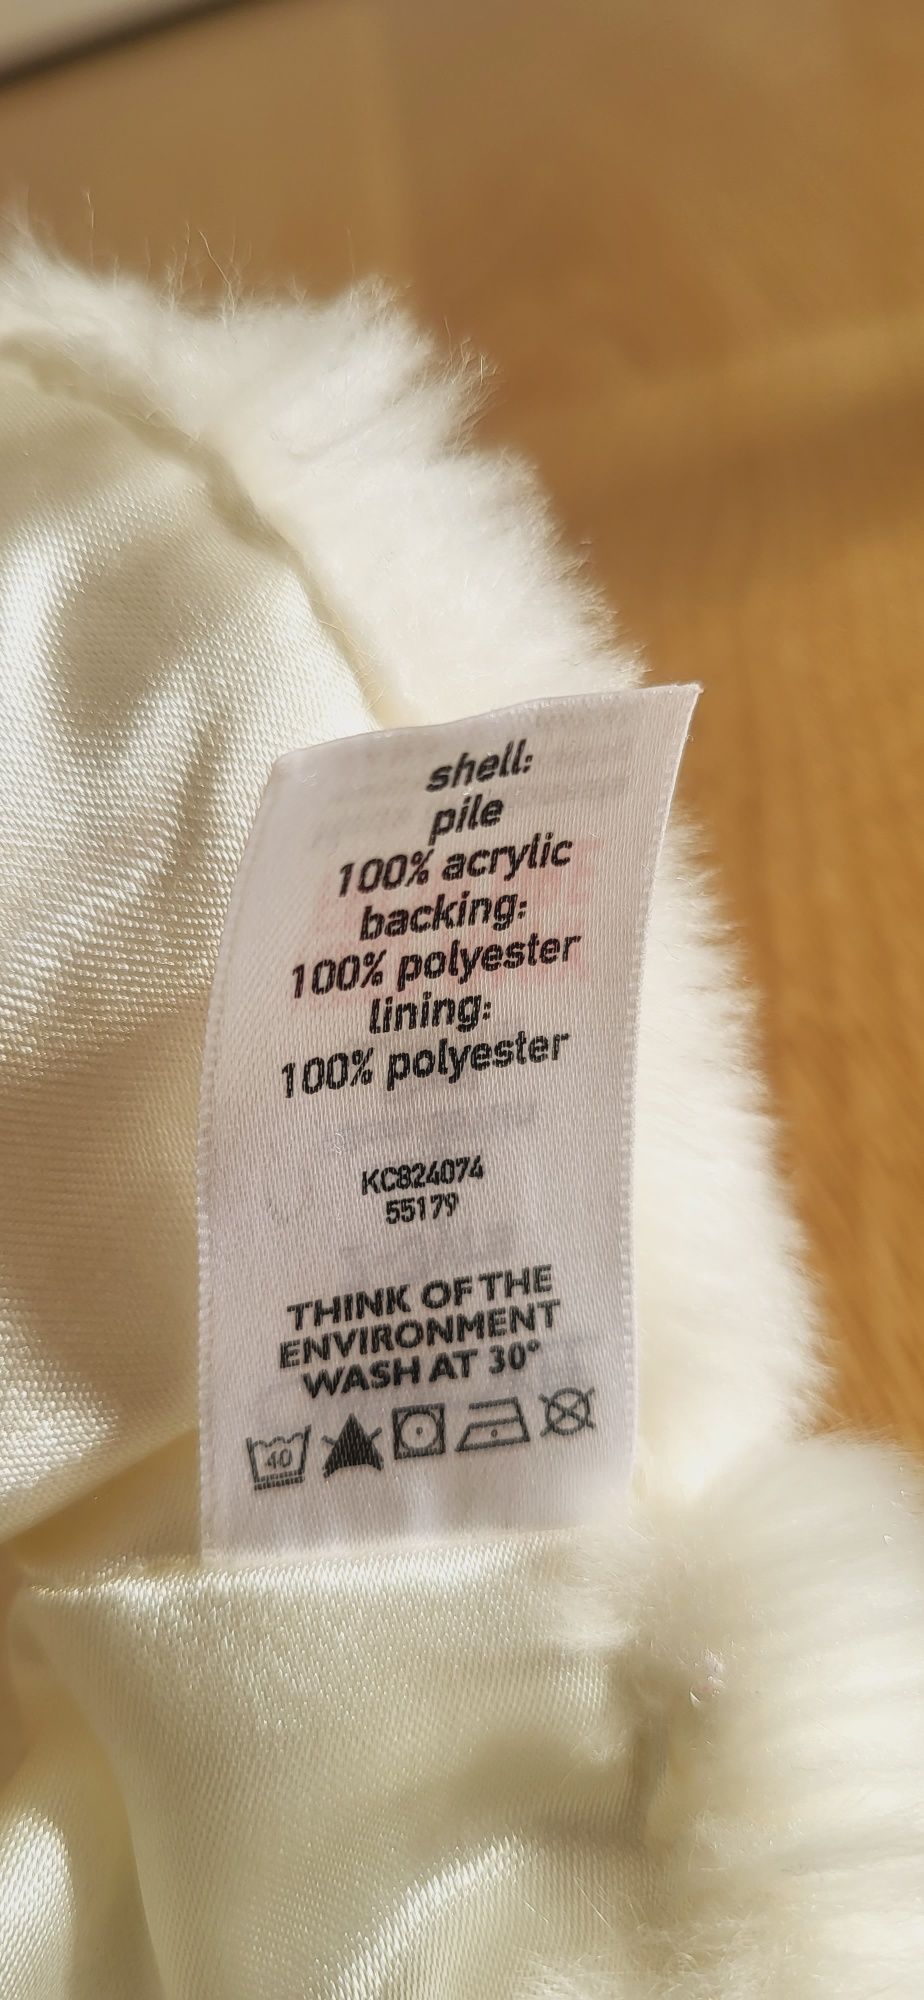 shell:
pile
100% acrylic
backing:
100% polyester
lining:
100% polyester
KC824074
55179
THINK OF THE
ENVIRONMENT
WASH AT 30°
40